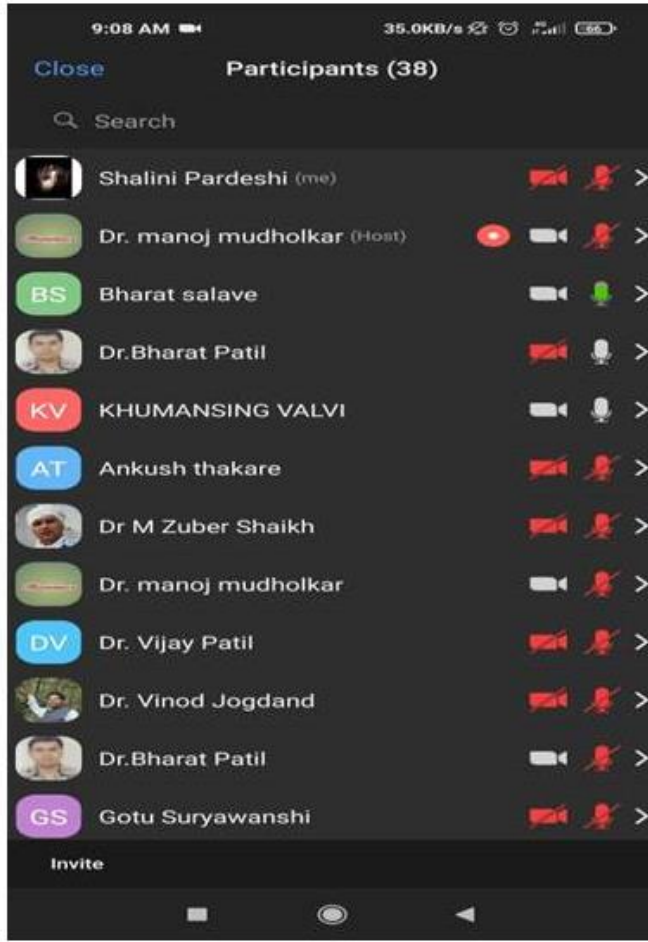 9:08 AM 35.0KB/s 4G 66
Close Participants (38)
Search
Shalini Pardeshi (me)
Dr. manoj mudholkar (Host)
BS Bharat salave
Dr.Bharat Patil
KV KHUMANSING VALVI
AT Ankush thakare
Dr M Zuber Shaikh
Dr. manoj mudholkar
DV Dr. Vijay Patil
Dr. Vinod Jogdand
Dr.Bharat Patil
GS Gotu Suryawanshi
Invite